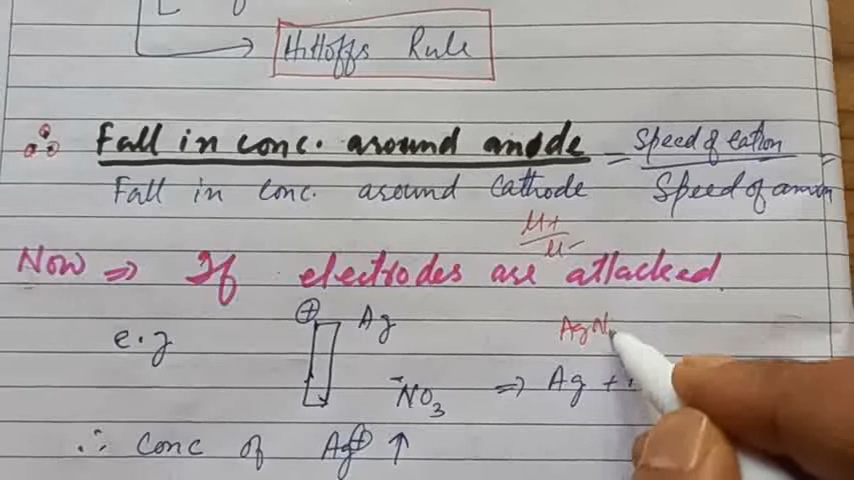 Hittoffs Rule
∴ Fall in conc. around anode = Speed of cation =
Fall in conc. around Cathode Speed of anion
μ+
μ-
Now ⇒ If electrodes are attacked.
⊕ Ag AgN
e.g
-NO3 ⇒ Ag +
∴ Conc of Ag⊕ ↑